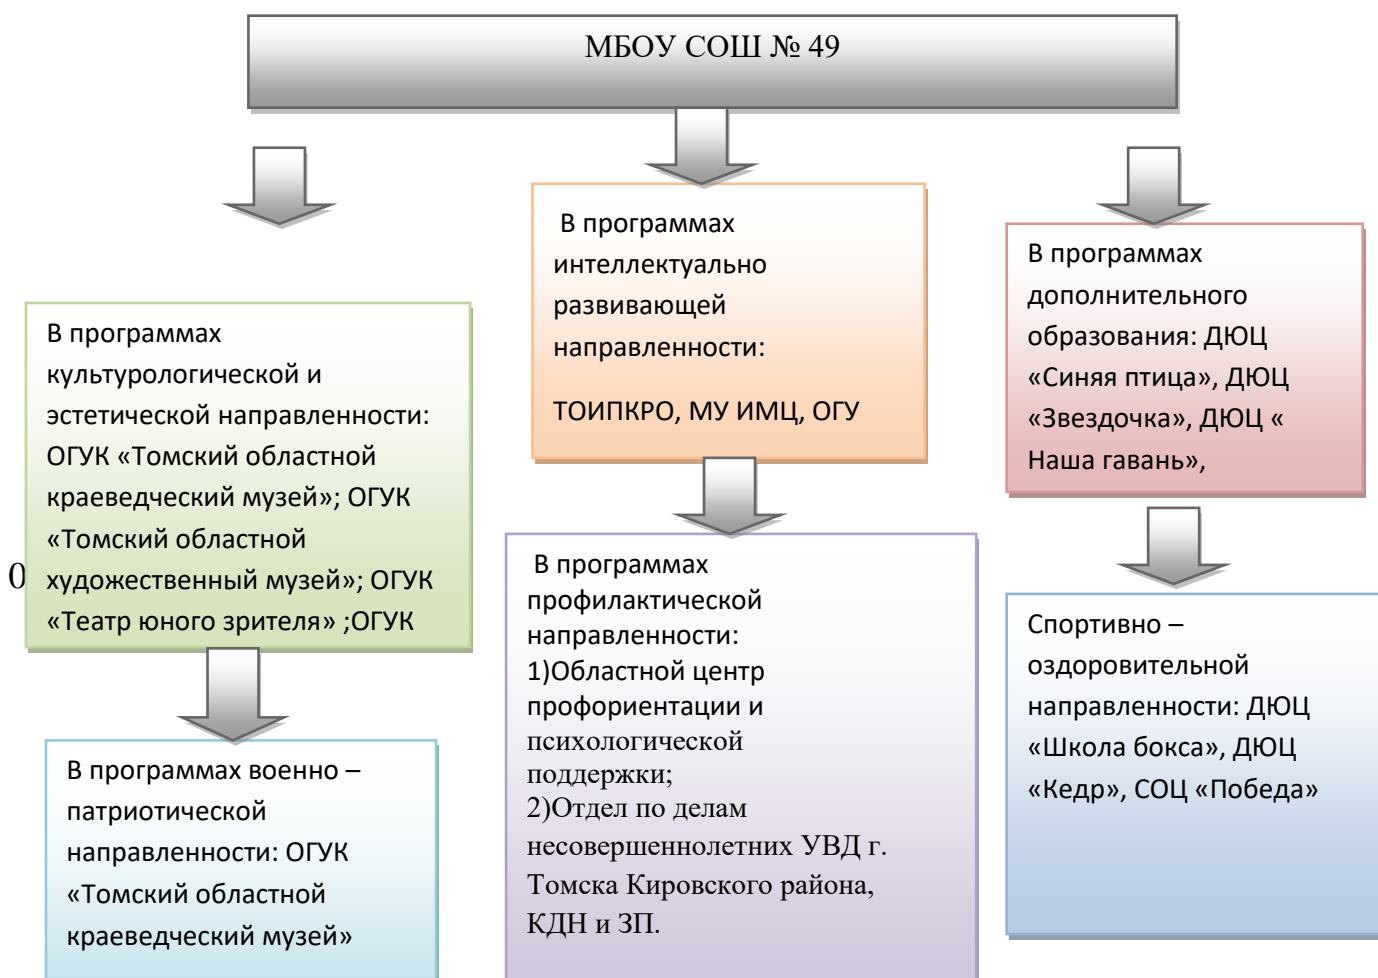 МБОУ СОШ № 49
В программах
культурологической и
эстетической направленности:
ОГУК «Томский областной
краеведческий музей»; ОГУК
«Томский областной
художественный музей»; ОГУК
«Театр юного зрителя» ;ОГУК
0
В программах военно –
патриотической
направленности: ОГУК
«Томский областной
краеведческий музей»
В программах
интеллектуально
развивающей
направленности:
ТОИПКРО, МУ ИМЦ, ОГУ
В программах
профилактической
направленности:
1)Областной центр
профориентации и
психологической
поддержки;
2)Отдел по делам
несовершеннолетних УВД г.
Томска Кировского района,
КДН и ЗП.
В программах
дополнительного
образования: ДЮЦ
«Синяя птица», ДЮЦ
«Звездочка», ДЮЦ «
Наша гавань»,
Спортивно –
оздоровительной
направленности: ДЮЦ
«Школа бокса», ДЮЦ
«Кедр», СОЦ «Победа»